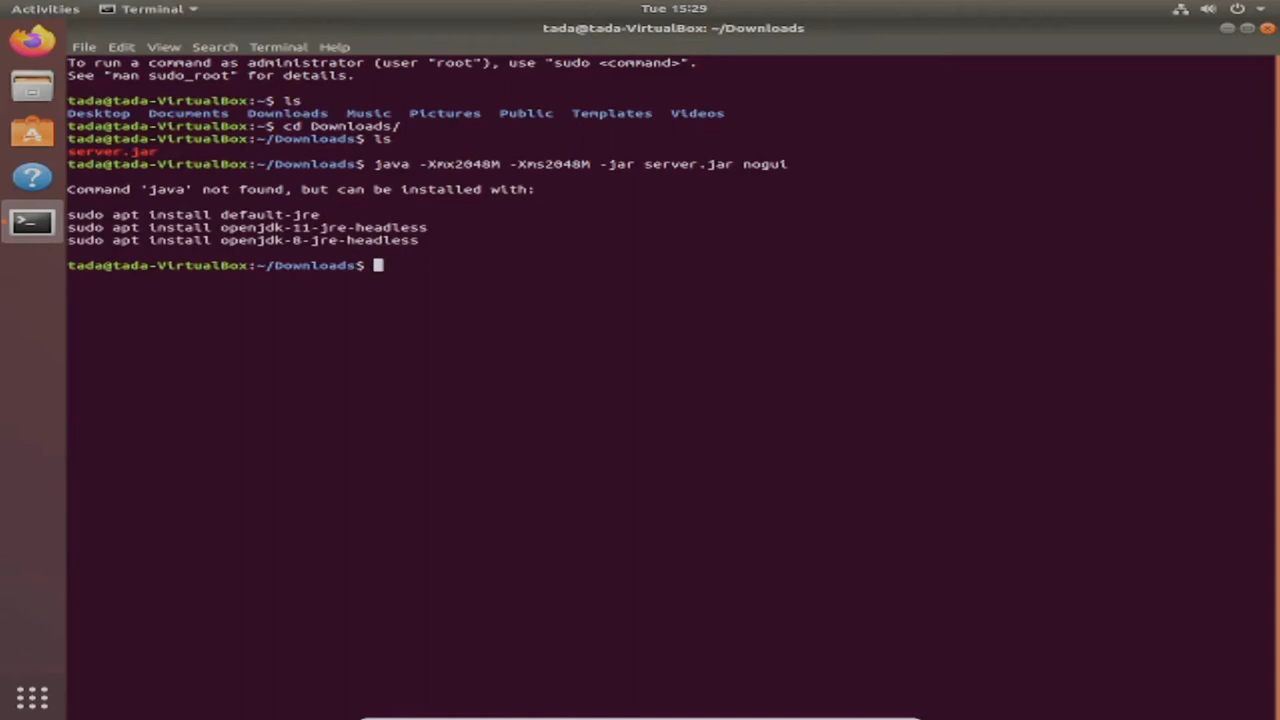 Activities
Terminal
Tue 15:29
tada@tada-VirtualBox: ~/Downloads
File Edit View Search Terminal Help
To run a command as administrator (user "root"), use "sudo <command>".
See "man sudo_root" for details.
tada@tada-VirtualBox:~$ ls
Desktop Documents Downloads Music Pictures Public Templates Videos
tada@tada-VirtualBox:~$ cd Downloads/
tada@tada-VirtualBox:~/Downloads$ ls
server.jar
tada@tada-VirtualBox:~/Downloads$ java -Xmx2048M -Xms2048M -jar server.jar nogui
Command 'java' not found, but can be installed with:
sudo apt install default-jre
sudo apt install openjdk-11-jre-headless
sudo apt install openjdk-8-jre-headless
tada@tada-VirtualBox:~/Downloads$